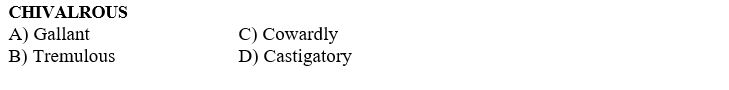 CHIVALROUS
A) Gallant C) Cowardly
B) Tremulous D) Castigatory